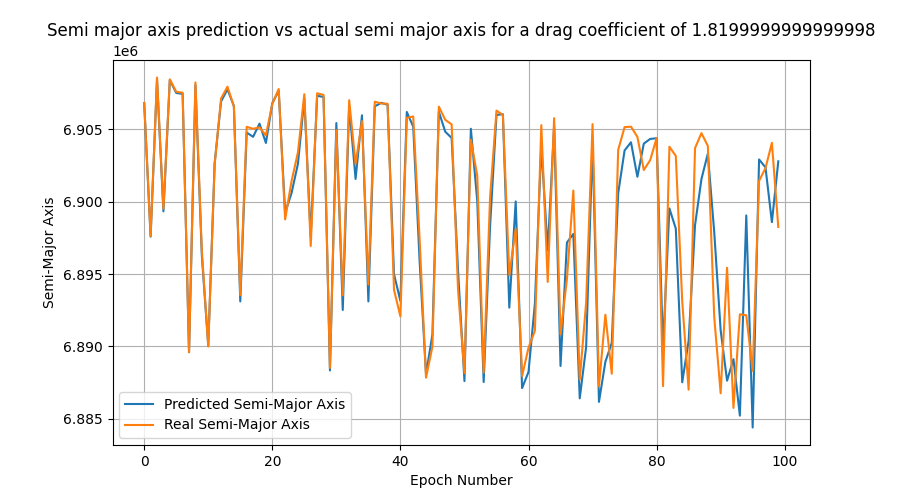 Semi major axis prediction vs actual semi major axis for a drag coefficient of 1.8199999999999998
1e6
6.905
6.900
6.895
6.890
6.885
Semi-Major Axis
Predicted Semi-Major Axis
Real Semi-Major Axis
0 20 40 60 80 100
Epoch Number